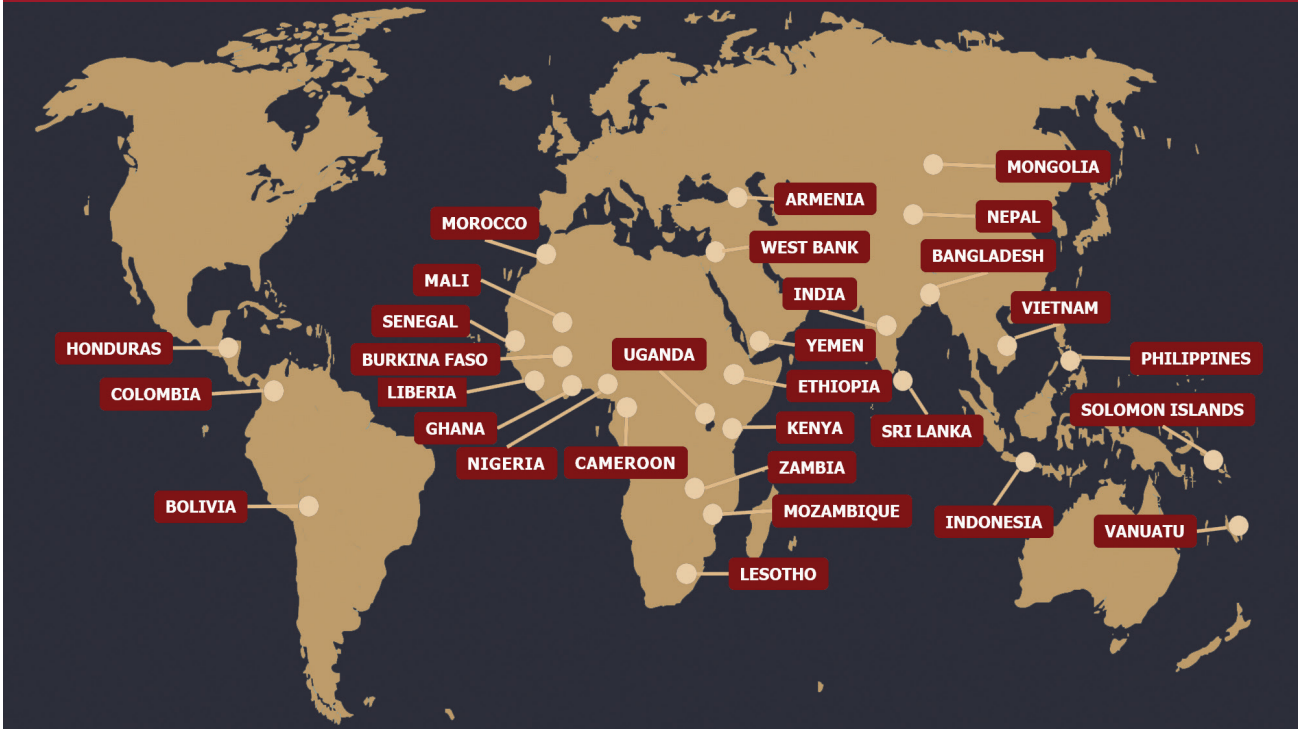 MONGOLIA
ARMENIA
NEPAL
MOROCCO
WEST BANK
BANGLADESH
MALI
INDIA
VIETNAM
SENEGAL
HONDURAS
BURKINA FASO
UGANDA
YEMEN
PHILIPPINES
COLOMBIA
LIBERIA
ETHIOPIA
SOLOMON ISLANDS
GHANA
KENYA
SRI LANKA
NIGERIA
CAMEROON
ZAMBIA
BOLIVIA
MOZAMBIQUE
INDONESIA
VANUATU
LESOTHO